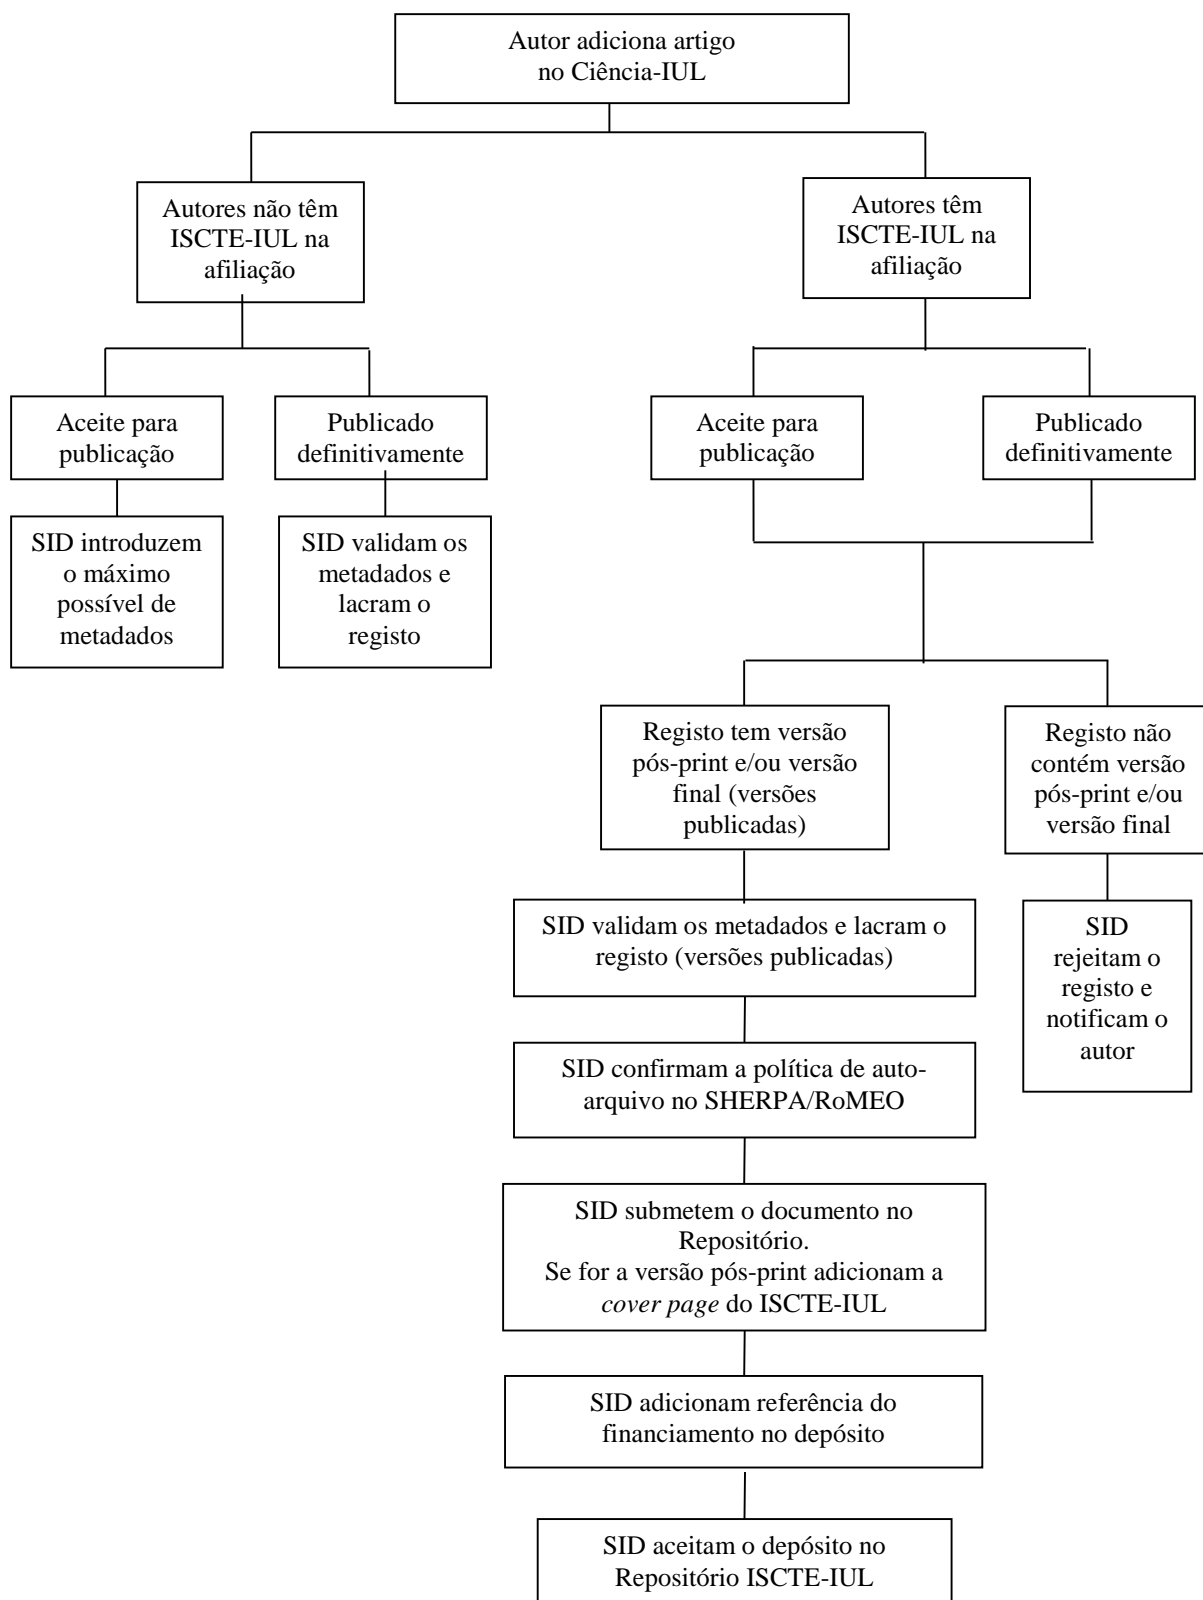 Autor adiciona artigo
no Ciência-IUL
Autores não têm
ISCTE-IUL na
afiliação
Autores têm
ISCTE-IUL na
afiliação
Aceite para
publicação
Publicado
definitivamente
Aceite para
publicação
Publicado
definitivamente
SID introduzem
o máximo
possível de
metadados
SID validam os
metadados e
lacram o
registo
Registo tem versão
pós-print e/ou versão
final (versões
publicadas)
Registo não
contém versão
pós-print e/ou
versão final
SID validam os metadados e lacram o
registo (versões publicadas)
SID
rejeitam o
registo e
notificam o
autor
SID confirmam a política de auto-
arquivo no SHERPA/RoMEO
SID submetem o documento no
Repositório.
Se for a versão pós-print adicionam a
cover page do ISCTE-IUL
SID adicionam referência do
financiamento no depósito
SID aceitam o depósito no
Repositório ISCTE-IUL